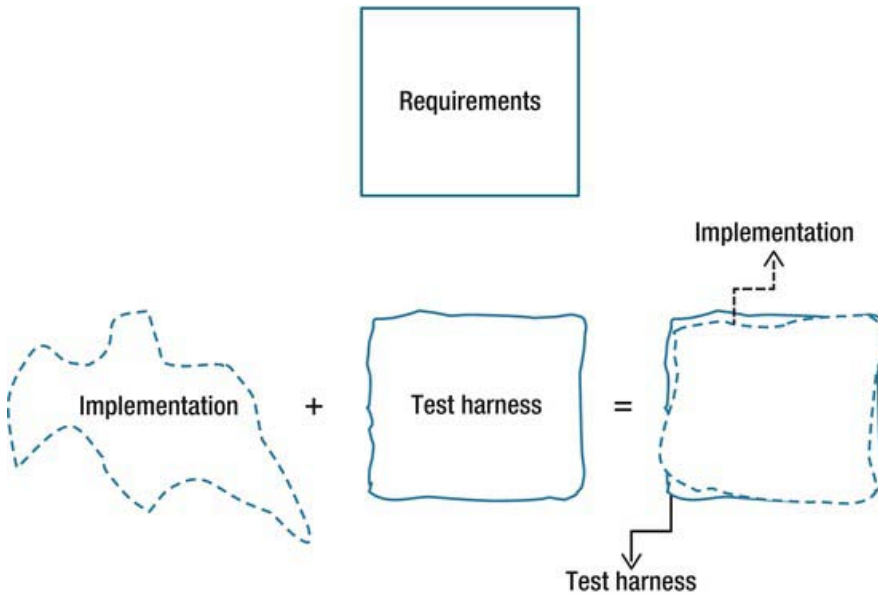 Requirements
Implementation
Implementation
+
Test harness
=
Test harness